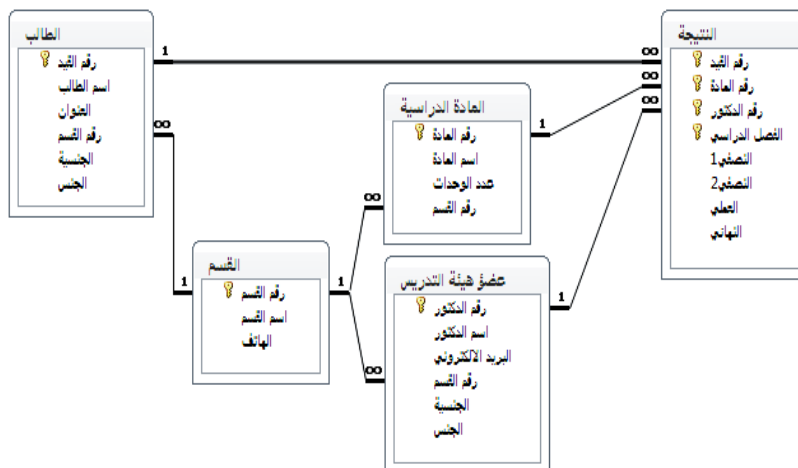 الطالب
رقم القيد
اسم الطالب
العنوان
رقم القسم
الجنسية
الجنس
1
1
القسم
رقم القسم
اسم القسم
الهاتف
1
المادة الدراسية
رقم المادة
اسم المادة
عدد الوحدات
رقم القسم
1
عضؤ هيئة التدريس
رقم الدكتور
اسم الدكتور
البريد الالكتروني
رقم القسم
الجنسية
الجنس
1
النتيجة
رقم القيد
رقم المادة
رقم الدكتور
الفصل الدراسي
النصفي1
النصفي2
العملي
النهائي